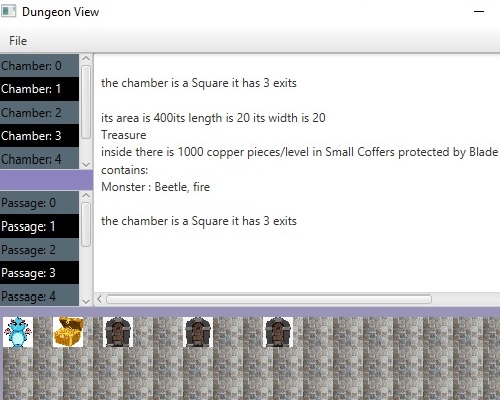 Dungeon View
File
Chamber: 0
Chamber: 1
Chamber: 2
Chamber: 3
Chamber: 4
Passage: 0
Passage: 1
Passage: 2
Passage: 3
Passage: 4
the chamber is a Square it has 3 exits
its area is 400its length is 20 its width is 20
Treasure
inside there is 1000 copper pieces/level in Small Coffers protected by Blade
contains:
Monster : Beetle, fire
the chamber is a Square it has 3 exits